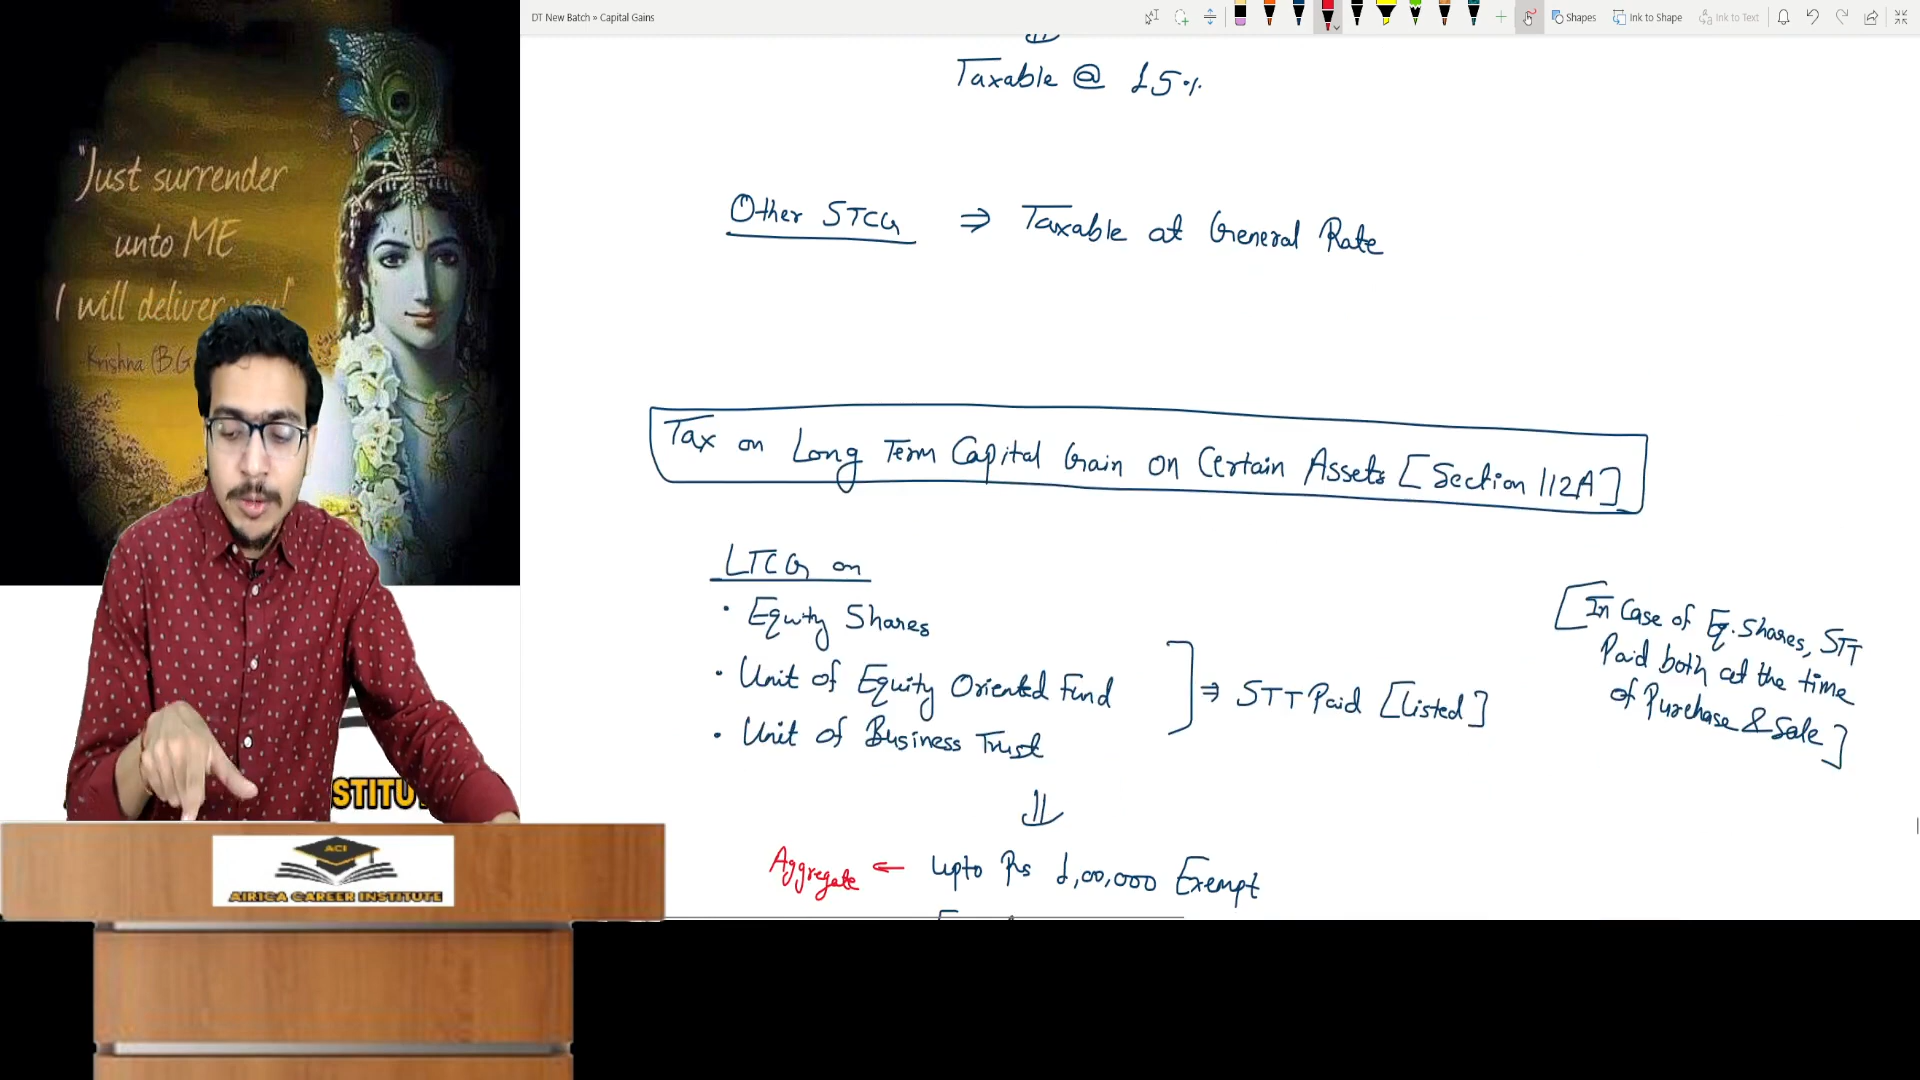 DT New Batch » Capital Gains
Shapes
Ink to Shape
Ink to Text
Taxable @ 15%
"Just surrender
unto ME
I will deliver you!"
Krishna (B.G
Other STCG ⇒ Taxable at General Rate
Tax on Long Term Capital Gain on Certain Assets [Section 112A]
LTCG on
• Equity Shares
• Unit of Equity Oriented Fund
• Unit of Business Trust
⇒ STT Paid [Listed]
[In Case of Eq. Shares, STT
Paid both at the time
of Purchase & Sale]
Aggregate ← upto Rs 1,00,000 Exempt
STITU
ACI
AIRICA CAREER INSTITUTE